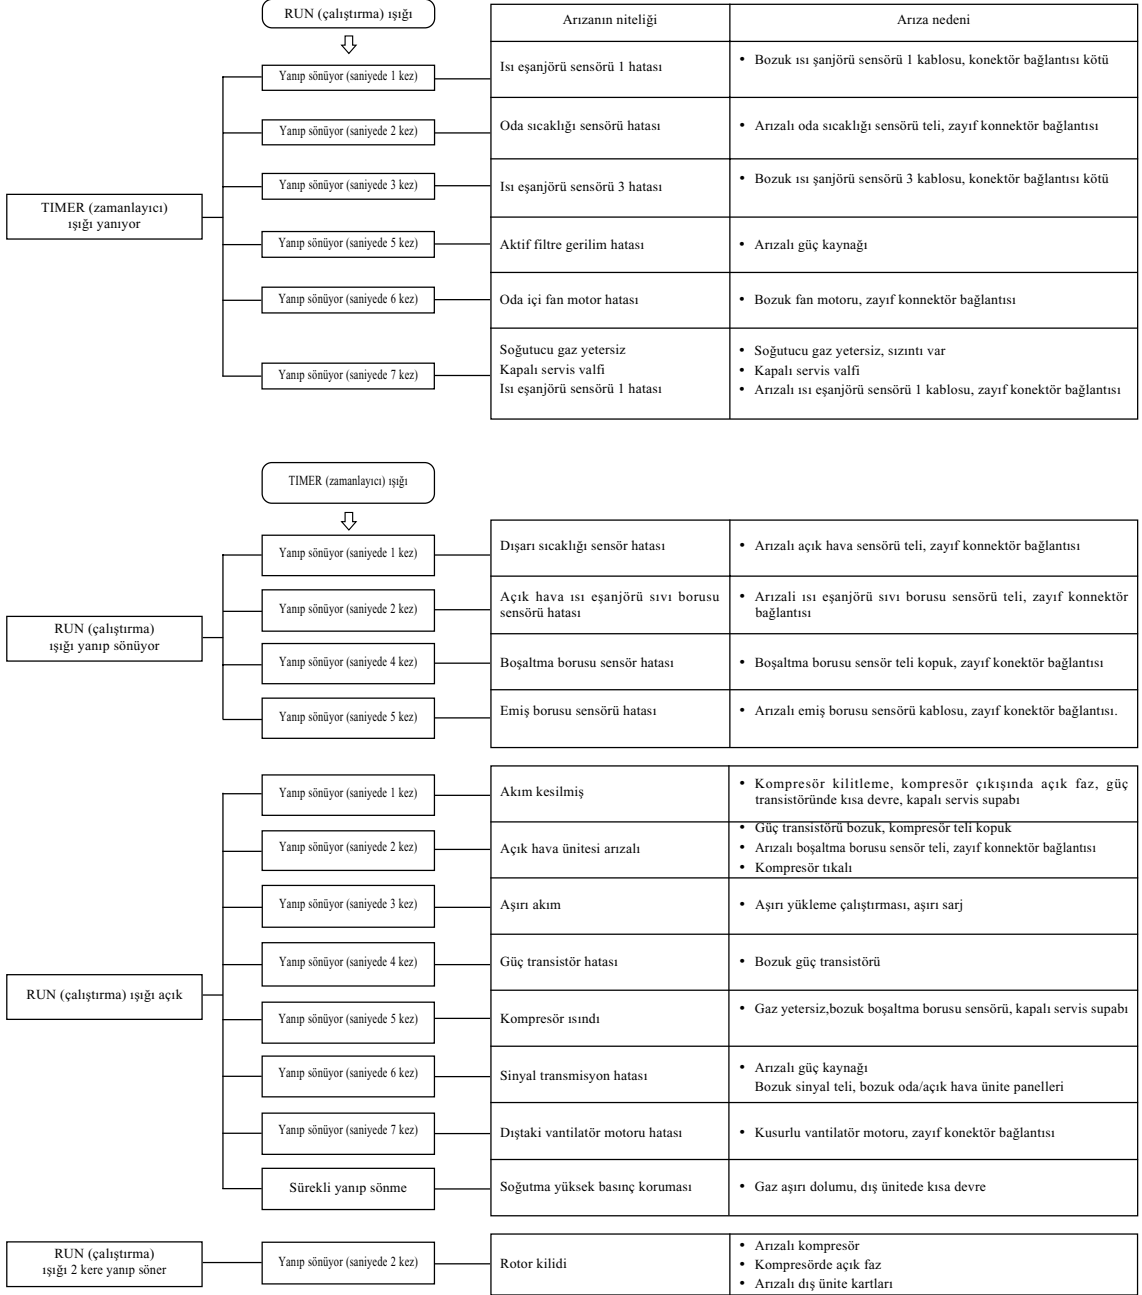 RUN (çalıştırma) ışığı
Arızanın niteliği
Arıza nedeni
TIMER (zamanlayıcı)
ışığı yanıyor
Yanıp sönüyor (saniyede 1 kez)
Isı eşanjörü sensörü 1 hatası
• Bozuk ısı şanjörü sensörü 1 kablosu, konektör bağlantısı kötü
Yanıp sönüyor (saniyede 2 kez)
Oda sıcaklığı sensörü hatası
• Arızalı oda sıcaklığı sensörü teli, zayıf konnektör bağlantısı
Yanıp sönüyor (saniyede 3 kez)
Isı eşanjörü sensörü 3 hatası
• Bozuk ısı şanjörü sensörü 3 kablosu, konektör bağlantısı kötü
Yanıp sönüyor (saniyede 5 kez)
Aktif filtre gerilim hatası
• Arızalı güç kaynağı
Yanıp sönüyor (saniyede 6 kez)
Oda içi fan motor hatası
• Bozuk fan motoru, zayıf konnektör bağlantısı
Yanıp sönüyor (saniyede 7 kez)
Soğutucu gaz yetersiz
Kapalı servis valfi
Isı eşanjörü sensörü 1 hatası
• Soğutucu gaz yetersiz, sızıntı var
• Kapalı servis valfi
• Arızalı ısı eşanjörü sensörü 1 kablosu, zayıf konektör bağlantısı
TIMER (zamanlayıcı) ışığı
RUN (çalıştırma)
ışığı yanıp sönüyor
Yanıp sönüyor (saniyede 1 kez)
Dışarı sıcaklığı sensör hatası
• Arızalı açık hava sensörü teli, zayıf konnektör bağlantısı
Yanıp sönüyor (saniyede 2 kez)
Açık hava ısı eşanjörü sıvı borusu
sensörü hatası
• Arızali ısı eşanjörü sıvı borusu sensörü teli, zayıf konnektör
bağlantısı
Yanıp sönüyor (saniyede 4 kez)
Boşaltma borusu sensör hatası
• Boşaltma borusu sensör teli kopuk, zayıf konektör bağlantısı
Yanıp sönüyor (saniyede 5 kez)
Emiş borusu sensörü hatası
• Arızalı emiş borusu sensörü kablosu, zayıf konektör bağlantısı.
RUN (çalıştırma) ışığı açık
Yanıp sönüyor (saniyede 1 kez)
Akım kesilmiş
• Kompresör kilitleme, kompresör çıkışında açık faz, güç
transistöründe kısa devre, kapalı servis supabı
Yanıp sönüyor (saniyede 2 kez)
Açık hava ünitesi arızalı
• Güç transistörü bozuk, kompresör teli kopuk
• Arızalı boşaltma borusu sensör teli, zayıf konnektör bağlantısı
• Kompresör tıkalı
Yanıp sönüyor (saniyede 3 kez)
Aşırı akım
• Aşırı yükleme çalıştırması, aşırı sarj
Yanıp sönüyor (saniyede 4 kez)
Güç transistör hatası
• Bozuk güç transistörü
Yanıp sönüyor (saniyede 5 kez)
Kompresör ısındı
• Gaz yetersiz,bozuk boşaltma borusu sensörü, kapalı servis supabı
Yanıp sönüyor (saniyede 6 kez)
Sinyal transmisyon hatası
• Arızalı güç kaynağı
Bozuk sinyal teli, bozuk oda/açık hava ünite panelleri
Yanıp sönüyor (saniyede 7 kez)
Dıştaki vantilatör motoru hatası
• Kusurlu vantilatör motoru, zayıf konektör bağlantısı
Sürekli yanıp sönme
Soğutma yüksek basınç koruması
• Gaz aşırı dolumu, dış ünitede kısa devre
RUN (çalıştırma)
ışığı 2 kere yanıp söner
Yanıp sönüyor (saniyede 2 kez)
Rotor kilidi
• Arızalı kompresör
• Kompresörde açık faz
• Arızalı dış ünite kartları